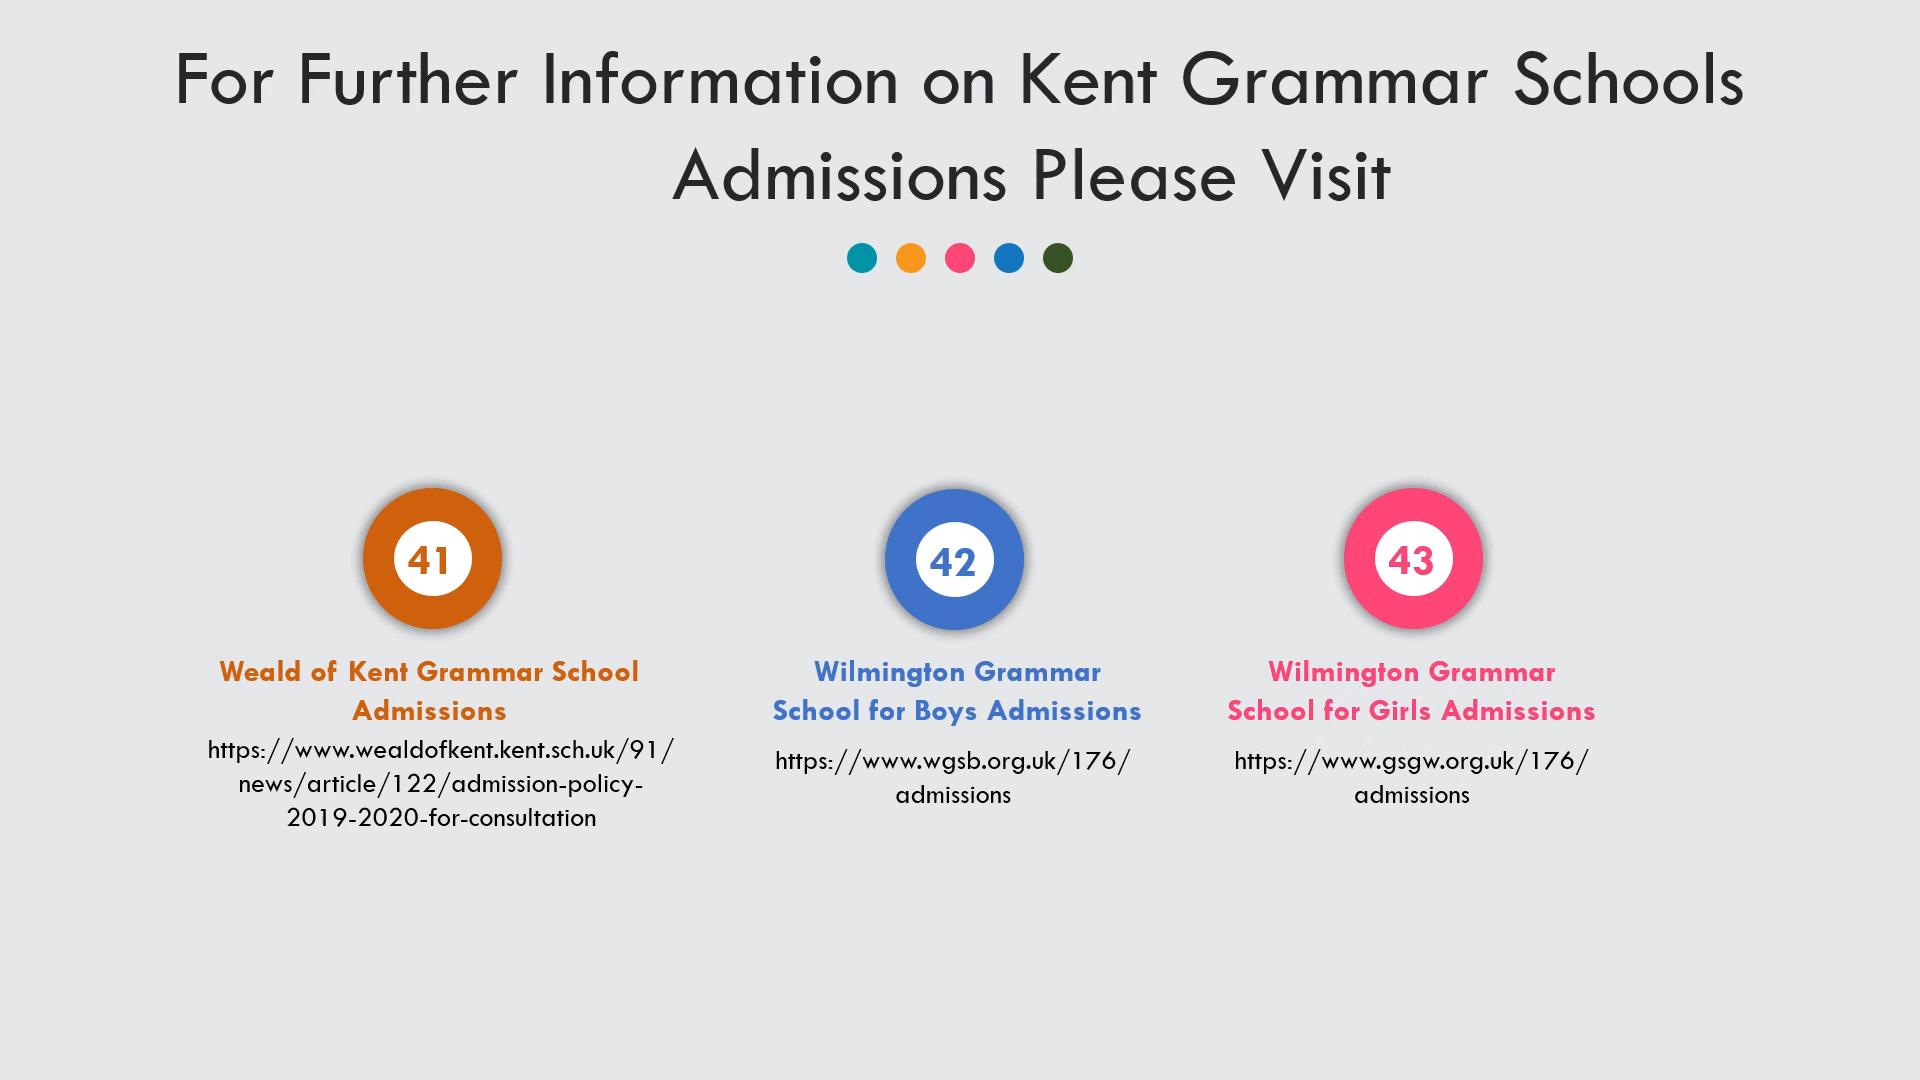 For Further Information on Kent Grammar Schools
Admissions Please Visit
41
Weald of Kent Grammar School
Admissions
https://www.wealdofkent.kent.sch.uk/91/
news/article/122/admission-policy-
2019-2020-for-consultation
42
Wilmington Grammar
School for Boys Admissions
https://www.wgsb.org.uk/176/
admissions
43
Wilmington Grammar
School for Girls Admissions
https://www.gsgw.org.uk/176/
admissions